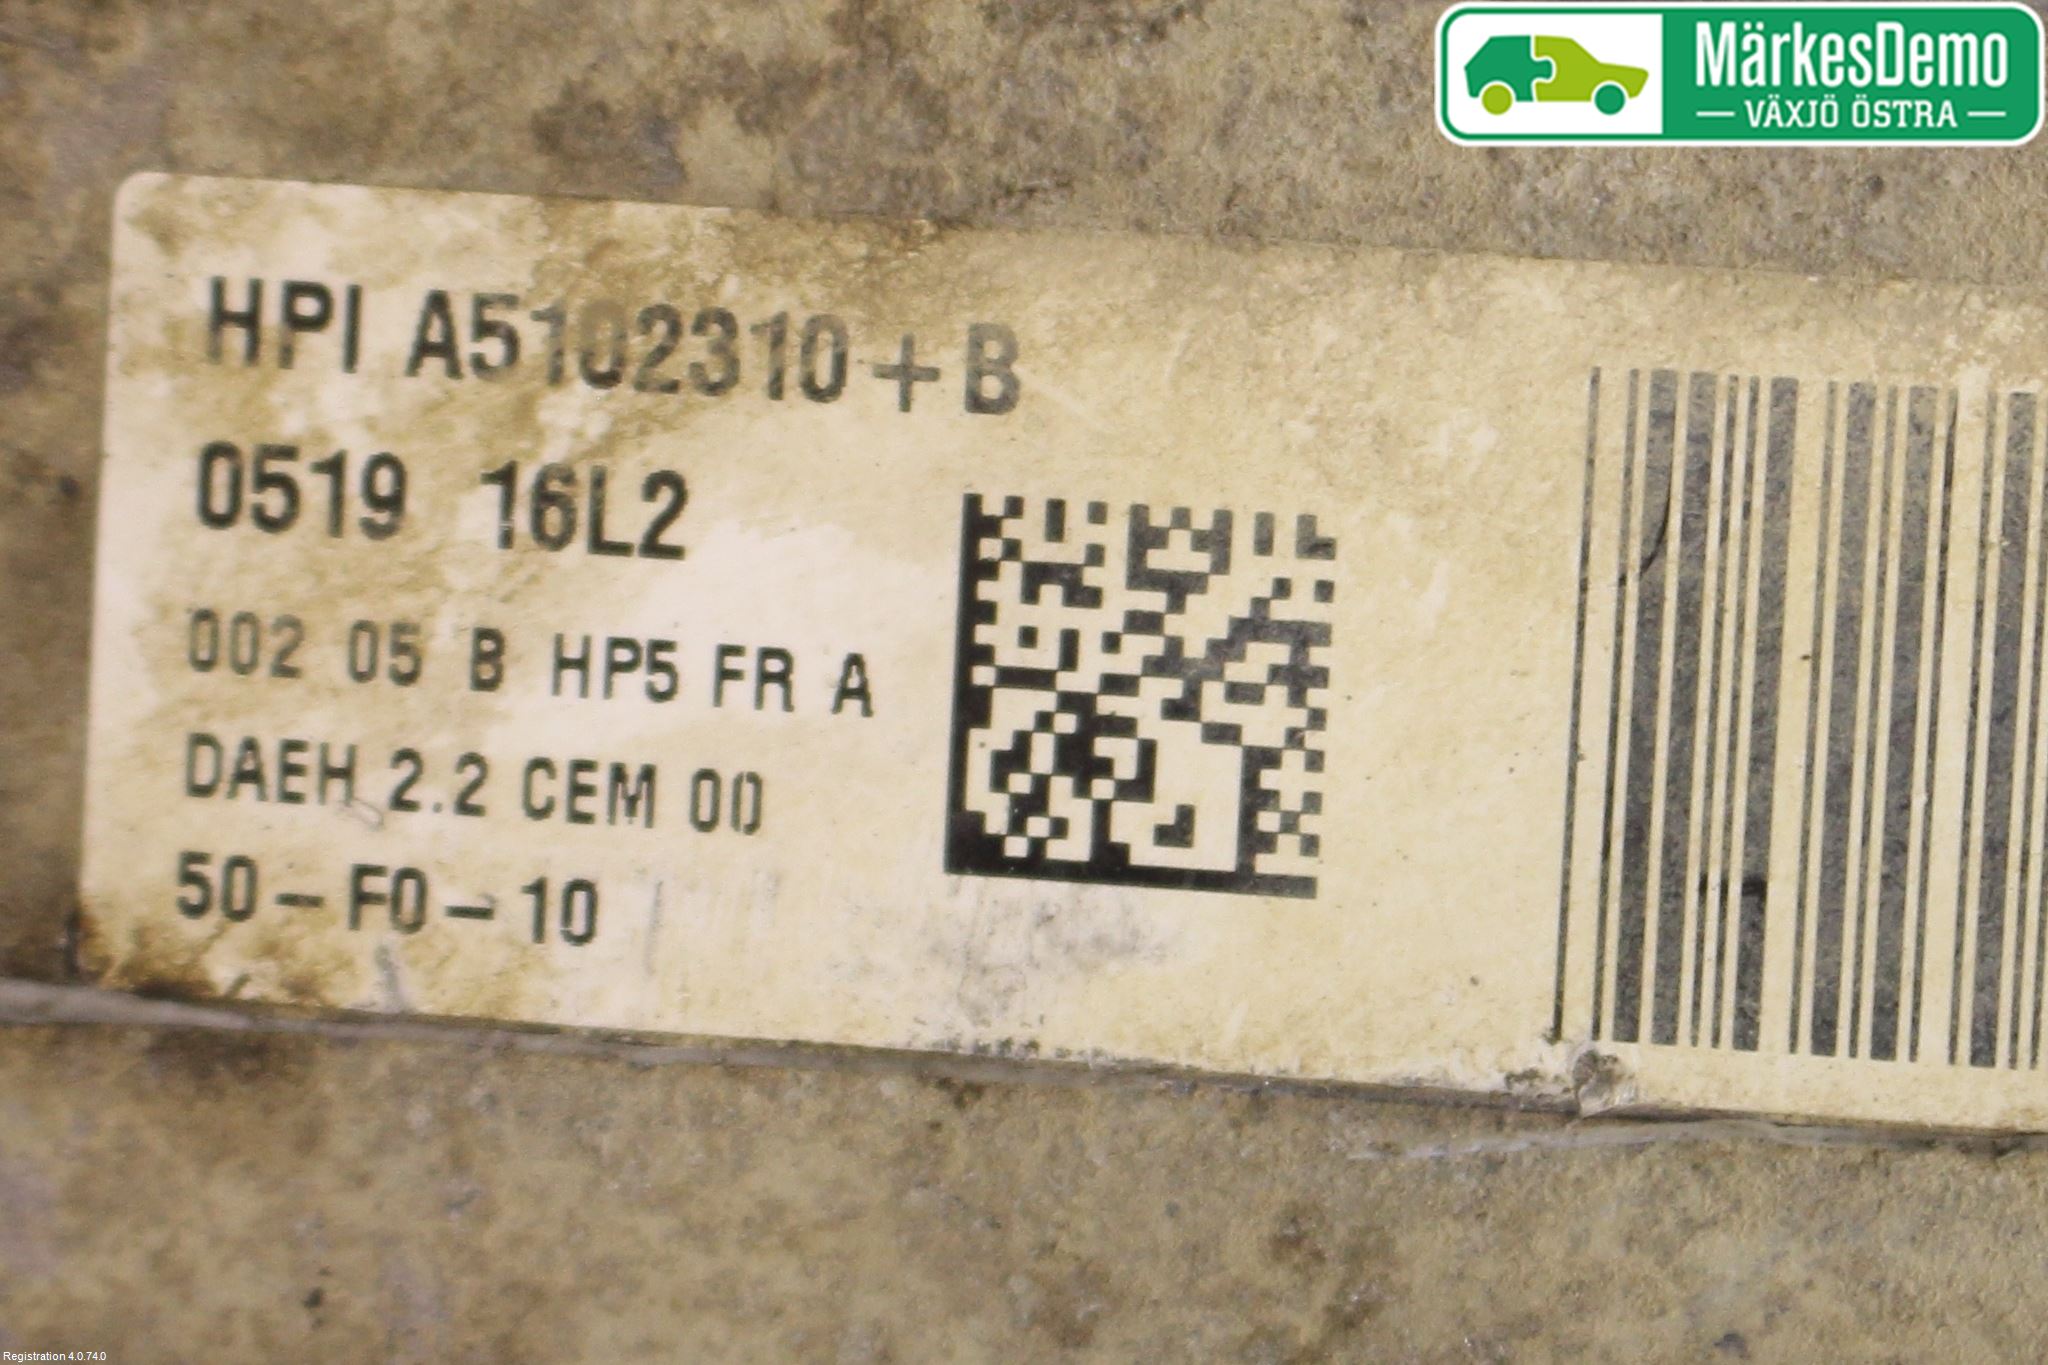 MärkesDemo
VÄXJÖ ÖSTRA
HPI A5102310+B
0519 16L2
002 05 B HP5 FR A
DAEH 2.2 CEM 00
50-F0-10
Registration 4.0.74.0